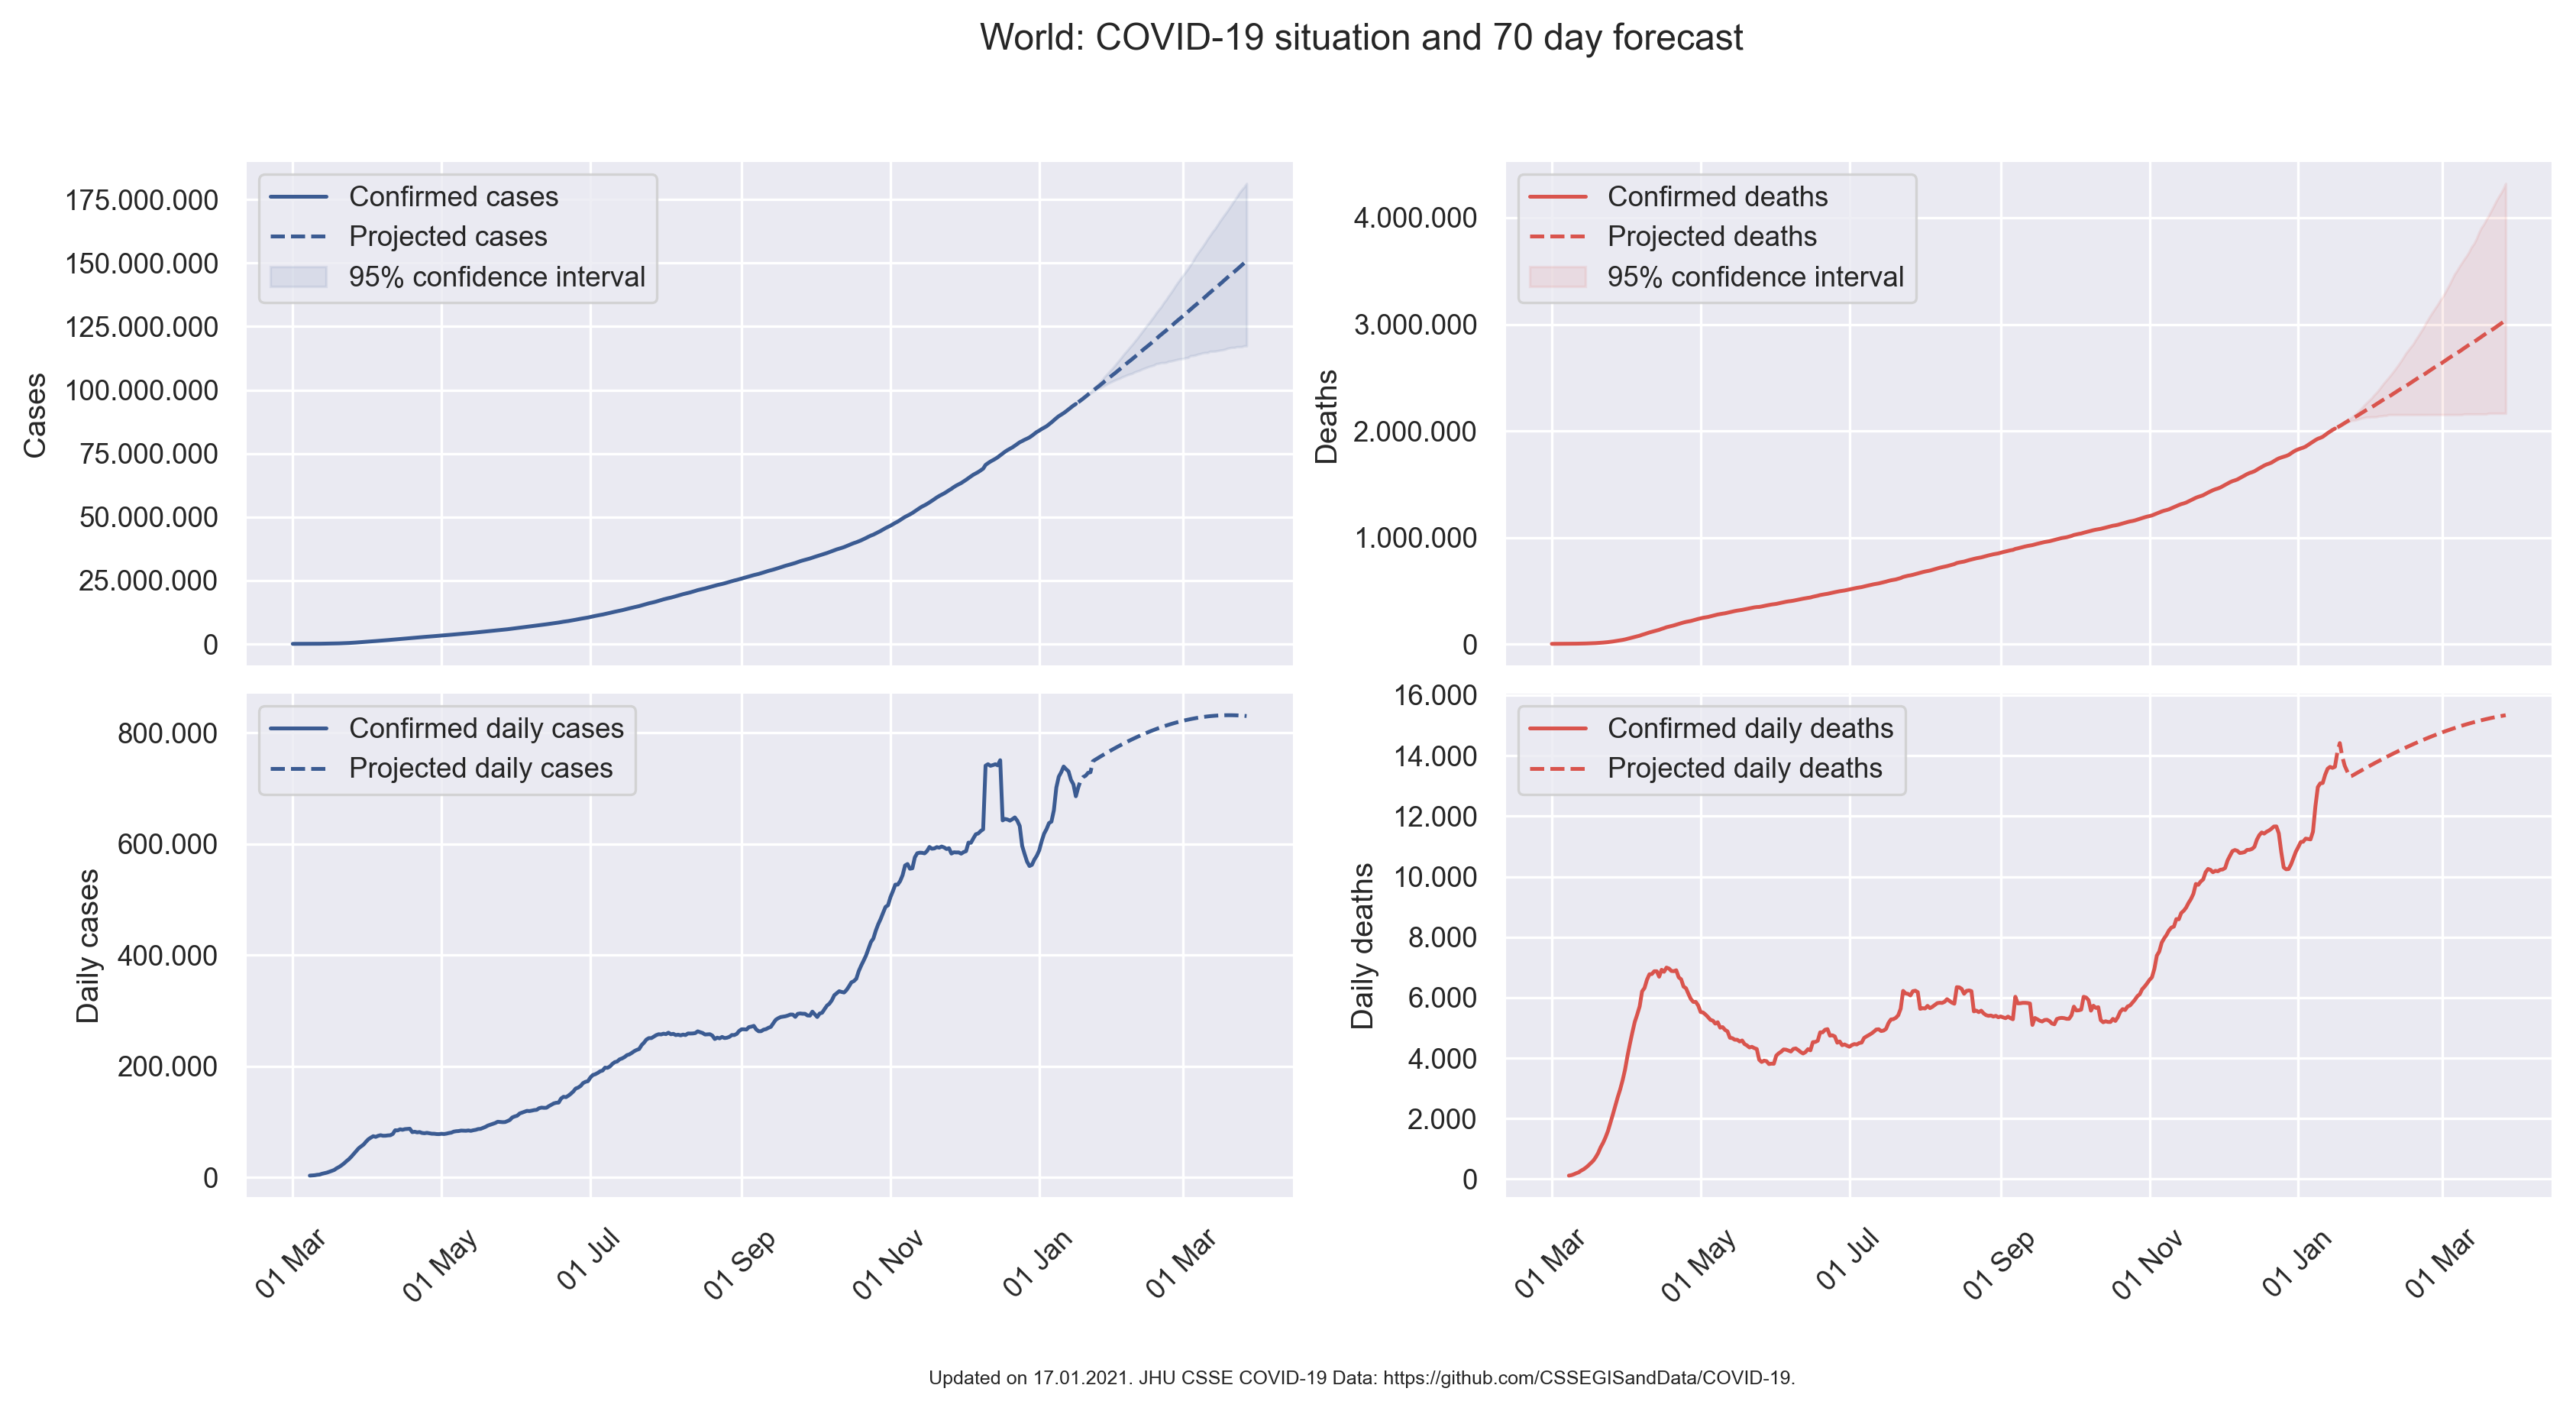 World: COVID-19 situation and 70 day forecast
Confirmed cases
Projected cases
95% confidence interval
175.000.000
150.000.000
125.000.000
100.000.000
75.000.000
50.000.000
25.000.000
0
Cases
Confirmed deaths
Projected deaths
95% confidence interval
4.000.000
3.000.000
2.000.000
1.000.000
0
Deaths
Confirmed daily cases
Projected daily cases
800.000
600.000
400.000
200.000
0
Daily cases
01 Mar
01 May
01 Jul
01 Sep
01 Nov
01 Jan
01 Mar
Confirmed daily deaths
Projected daily deaths
16.000
14.000
12.000
10.000
8.000
6.000
4.000
2.000
0
Daily deaths
01 Mar
01 May
01 Jul
01 Sep
01 Nov
01 Jan
01 Mar
Updated on 17.01.2021. JHU CSSE COVID-19 Data: https://github.com/CSSEGISandData/COVID-19.